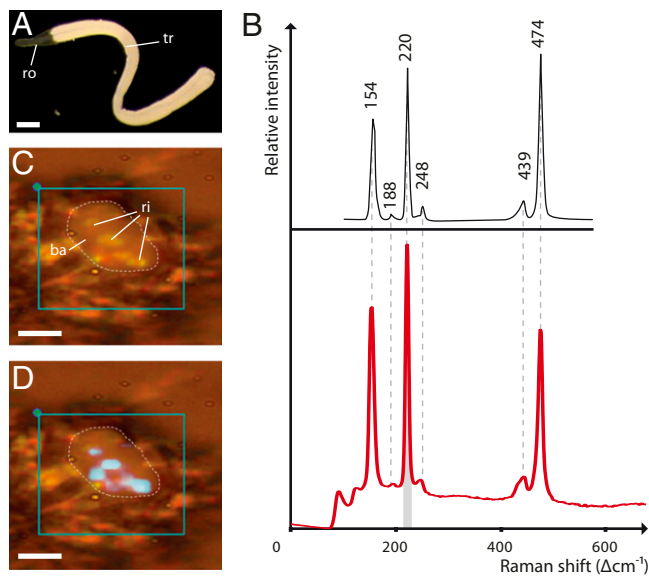 A
ro
tr
C
ri
ba
D
B
Relative intensity
154
188
220
248
439
474
0
200
400
600
Raman shift (Δcm⁻¹)